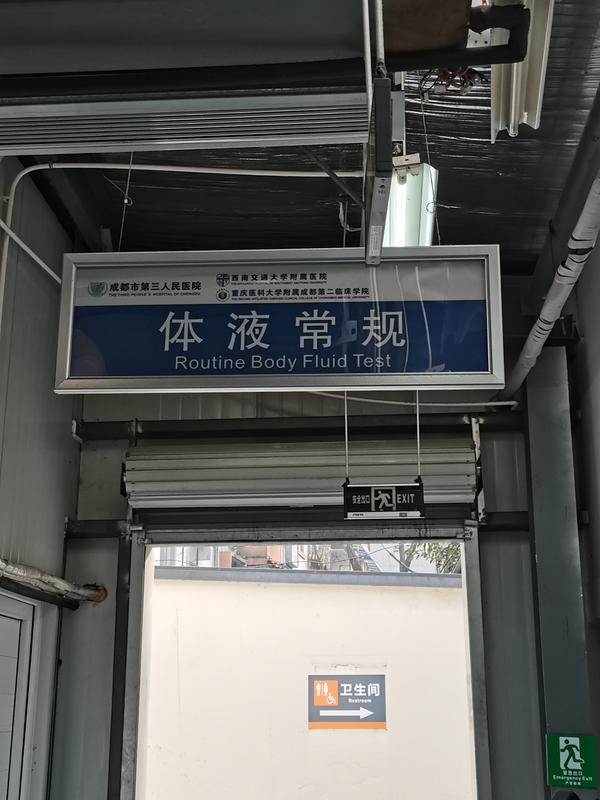 成都市第三人民医院
THE THIRD PEOPLE'S HOSPITAL OF CHENGDU
西南交通大学附属医院
重庆医科大学附属成都第二临床学院
体液常规
Routine Body Fluid Test
安全出口 EXIT
卫生间
Restroom
紧急出口
Emergency Exit